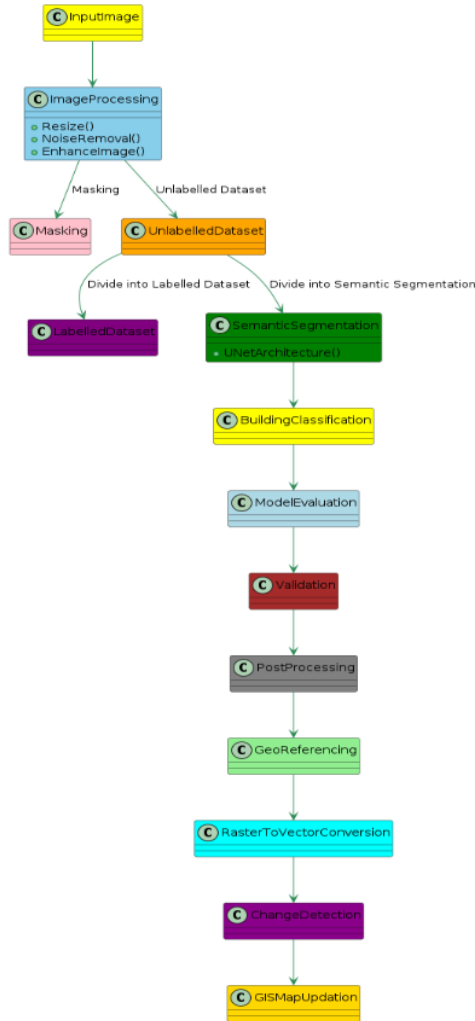 C InputImage
C ImageProcessing
Resize()
NoiseRemoval()
EnhanceImage()
Masking
Unlabelled Dataset
C Masking
C UnlabelledDataset
Divide into Labelled Dataset
Divide into Semantic Segmentation
C LabelledDataset
C SemanticSegmentation
UNetArchitecture()
C BuildingClassification
C ModelEvaluation
C Validation
C PostProcessing
C GeoReferencing
C RasterToVectorConversion
C ChangeDetection
C GISMapUpdation